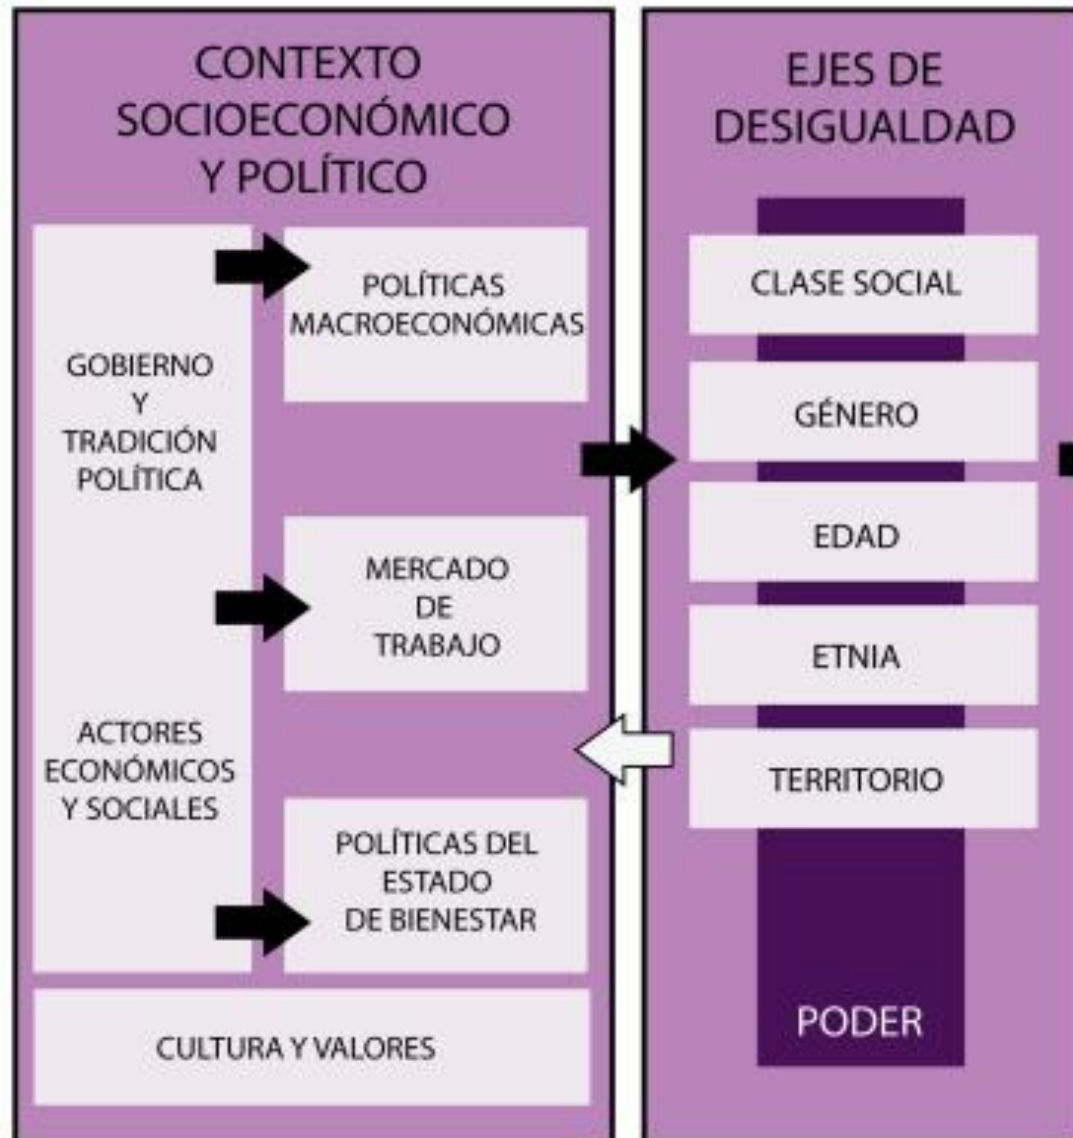 CONTEXTO
SOCIOECONÓMICO
Y POLÍTICO
GOBIERNO
Y
TRADICIÓN
POLÍTICA
ACTORES
ECONÓMICOS
Y SOCIALES
POLÍTICAS
MACROECONÓMICAS
MERCADO
DE
TRABAJO
POLÍTICAS DEL
ESTADO
DE BIENESTAR
CULTURA Y VALORES
EJES DE
DESIGUALDAD
CLASE SOCIAL
GÉNERO
EDAD
ETNIA
TERRITORIO
PODER